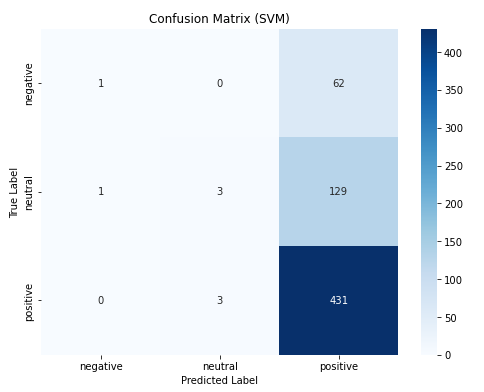 Confusion Matrix (SVM)
True Label
negative
1 0 62
neutral
1 3 129
positive
0 3 431
negative neutral positive
Predicted Label
400
350
300
250
200
150
100
50
0